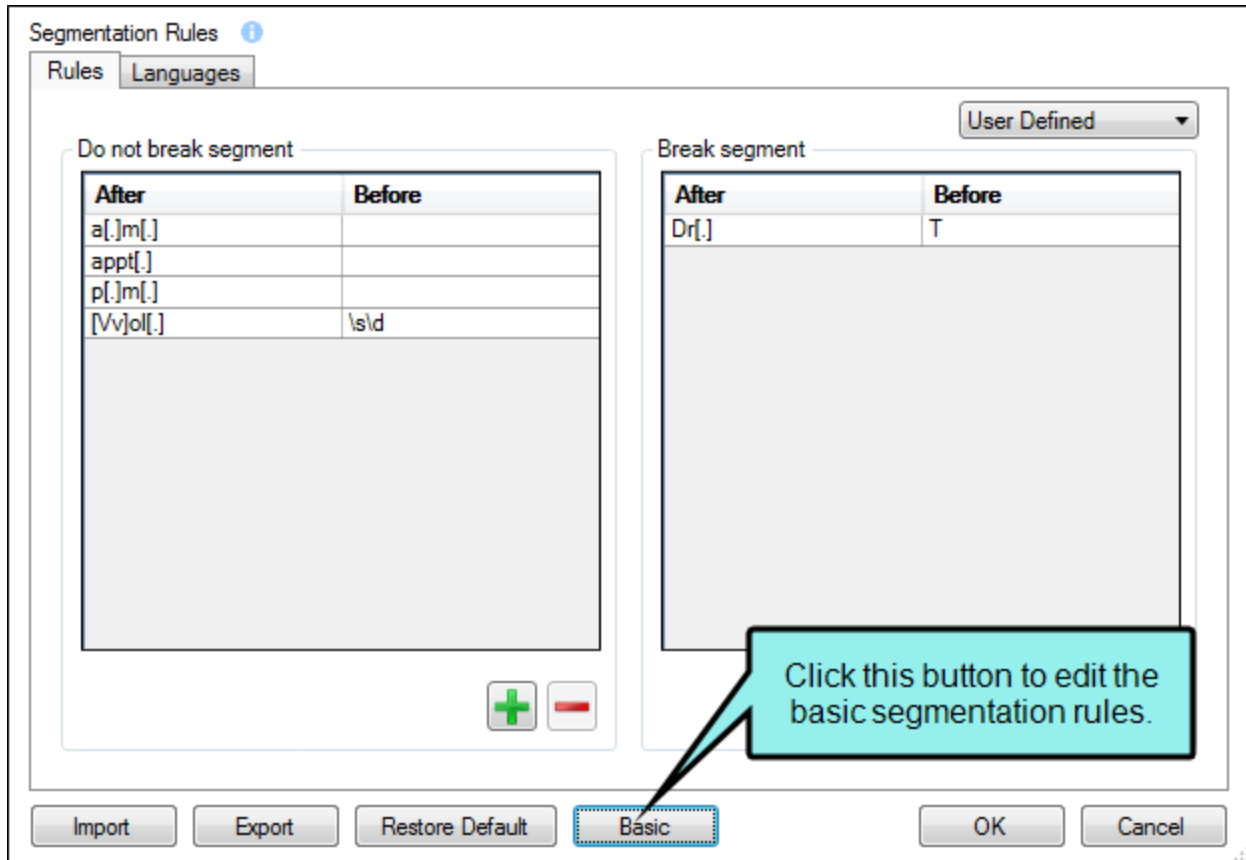 Segmentation Rules
Rules Languages
User Defined
Do not break segment
After Before
a[.]m[.]
appt[.]
p[.]m[.]
[Vv]ol[.] \s\d
Break segment
After Before
Dr[.] T
Click this button to edit the
basic segmentation rules.
Import Export Restore Default Basic OK Cancel